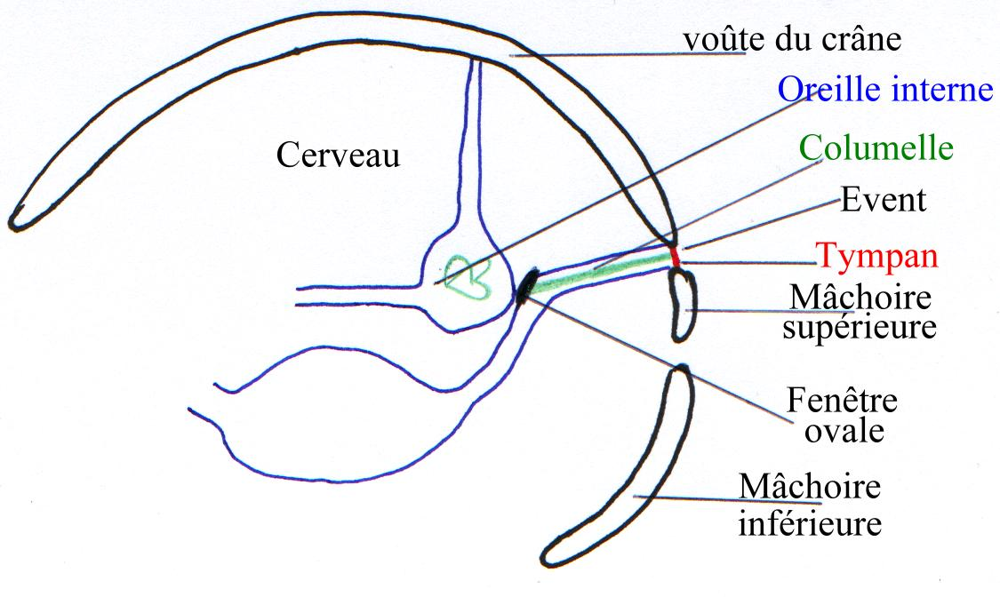 voûte du crâne
Oreille interne
Columelle
Cerveau
Event
Tympan
Mâchoire
supérieure
Fenêtre
ovale
Mâchoire
inférieure